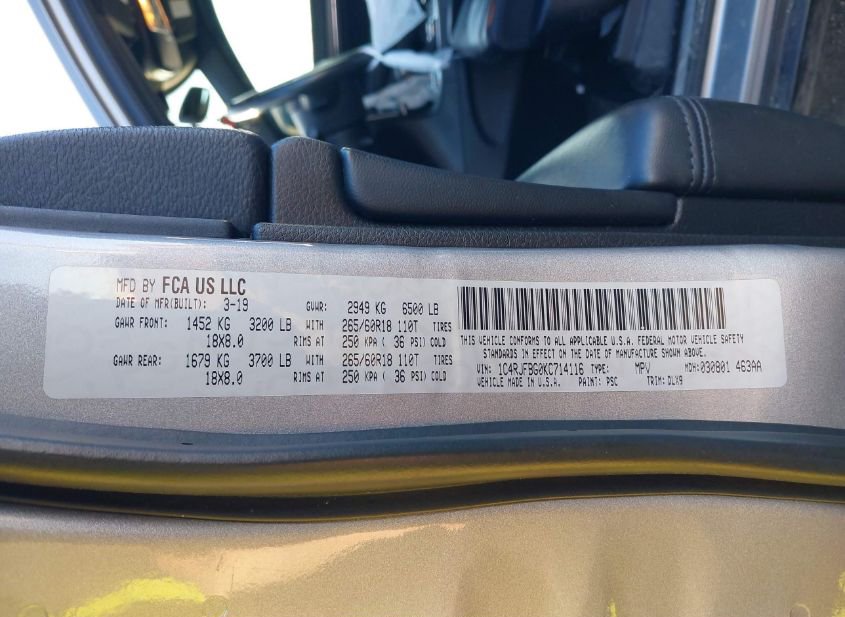 MFD BY FCA US LLC
DATE OF MFR(BUILT): 3-19 GVWR: 2949 KG 6500 LB
GAWR FRONT: 1452 KG 3200 LB WITH 265/60R18 110T TIRES
18X8.0 RIMS AT 250 KPA ( 36 PSI) COLD
GAWR REAR: 1679 KG 3700 LB WITH 265/60R18 110T TIRES
18X8.0 RIMS AT 250 KPA ( 36 PSI) COLD
THIS VEHICLE CONFORMS TO ALL APPLICABLE U.S.A. FEDERAL MOTOR VEHICLE SAFETY
STANDARDS IN EFFECT ON THE DATE OF MANUFACTURE SHOWN ABOVE.
VIN: 1C4RJFBG0KC714116 TYPE: MPV MDH: 030801 463AA
VEHICLE MADE IN U.S.A. PAINT: PSC TRIM: DLX9